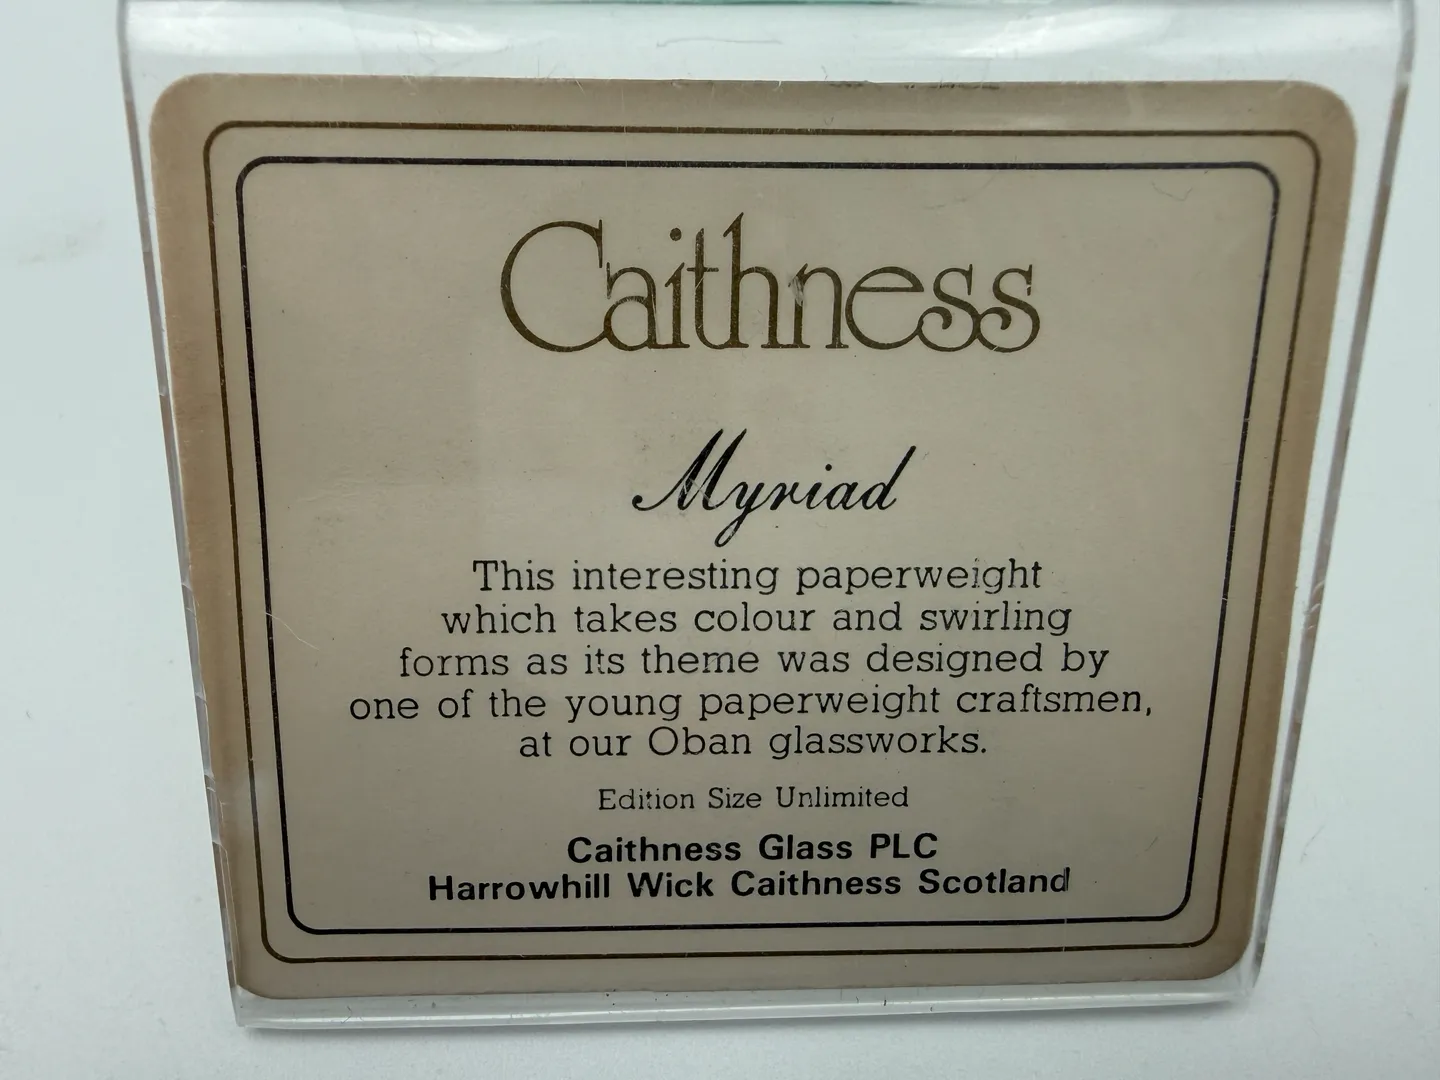 Caithness
Myriad
This interesting paperweight
which takes colour and swirling
forms as its theme was designed by
one of the young paperweight craftsmen,
at our Oban glassworks.
Edition Size Unlimited
Caithness Glass PLC
Harrowhill Wick Caithness Scotland